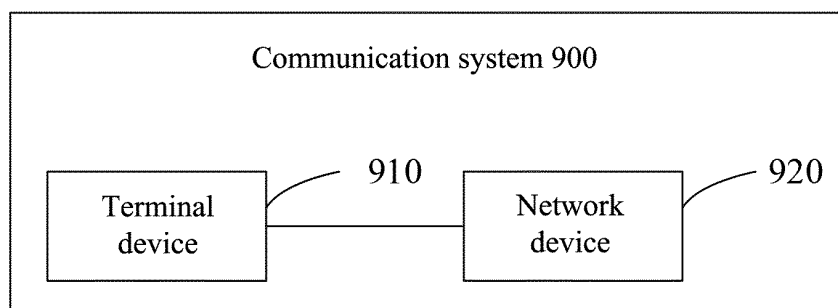 Communication system 900
910
920
Terminal
device
Network
device